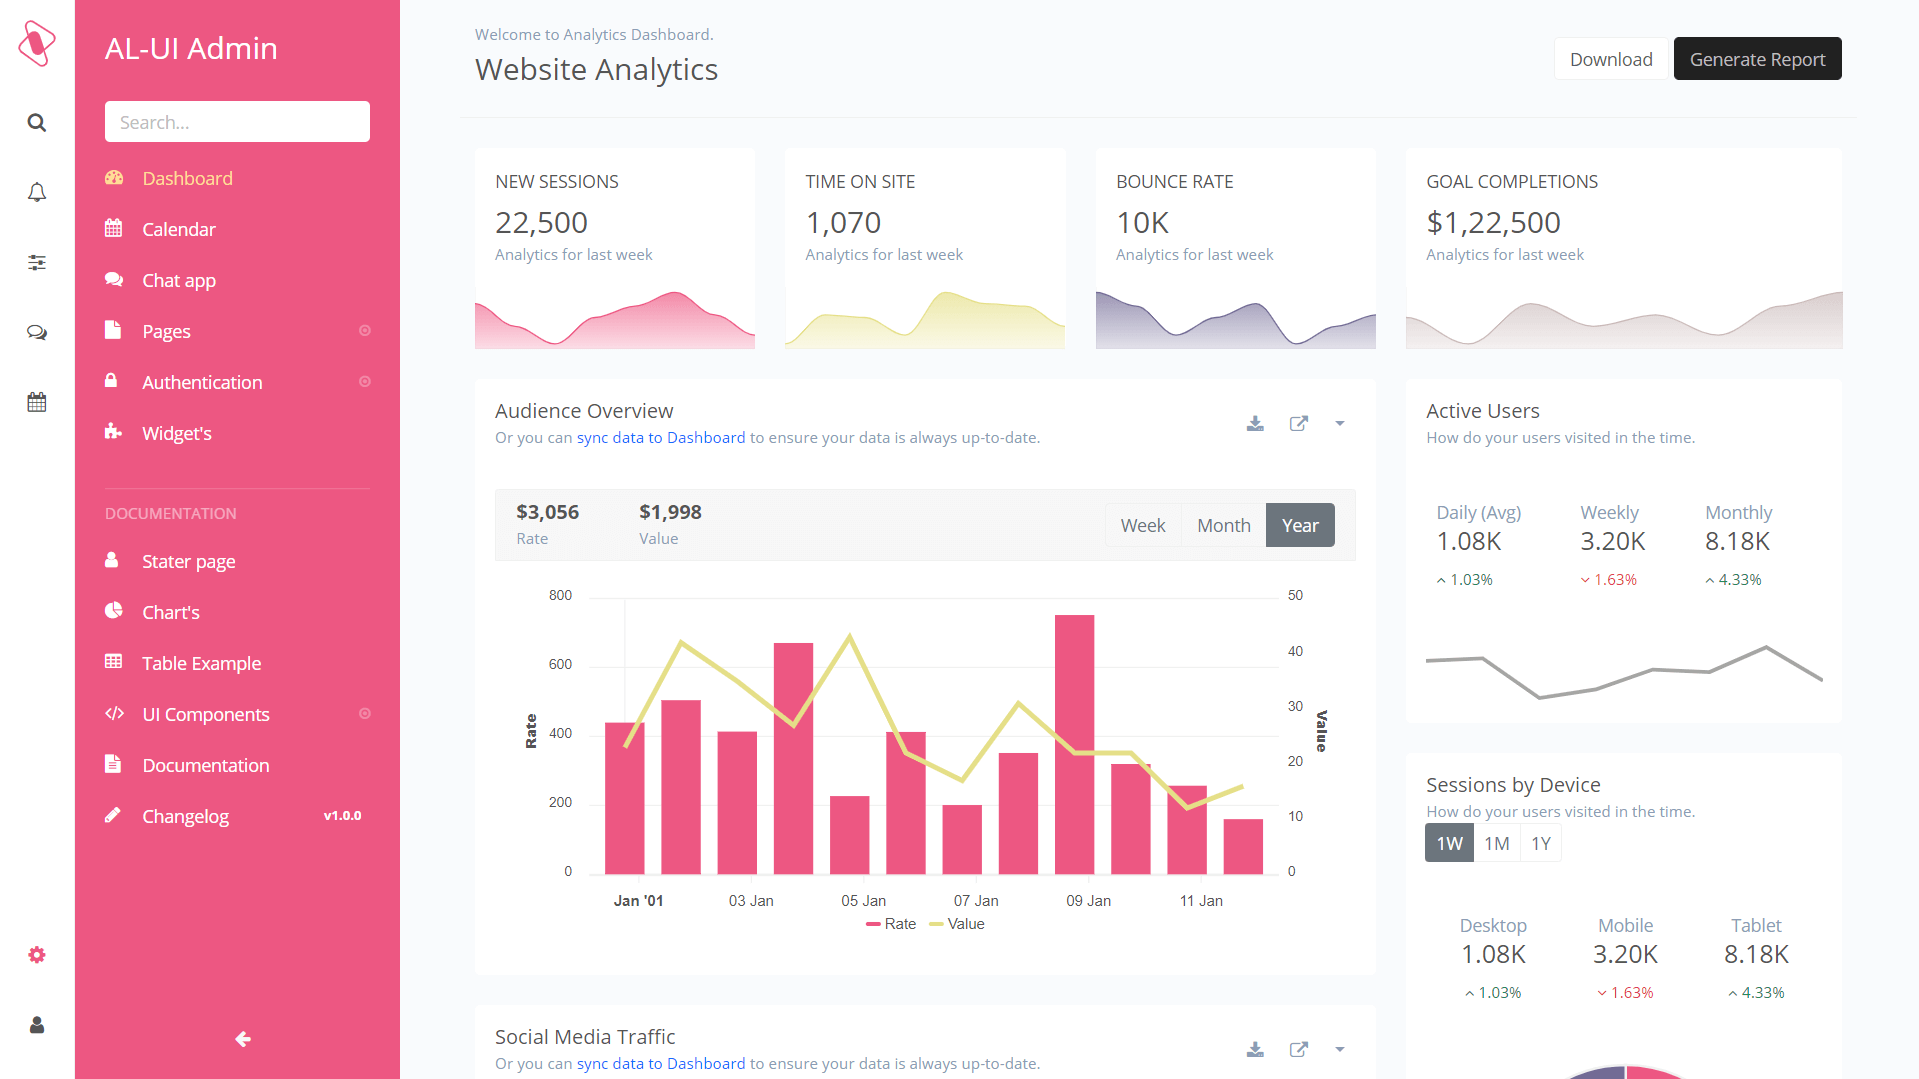 AL-UI Admin
Search...
Dashboard
Calendar
Chat app
Pages
Authentication
Widget's
DOCUMENTATION
Stater page
Chart's
Table Example
UI Components
Documentation
Changelog v1.0.0
Welcome to Analytics Dashboard.
Website Analytics
Download Generate Report
NEW SESSIONS
22,500
Analytics for last week
TIME ON SITE
1,070
Analytics for last week
BOUNCE RATE
10K
Analytics for last week
GOAL COMPLETIONS
$1,22,500
Analytics for last week
Audience Overview
Or you can sync data to Dashboard to ensure your data is always up-to-date.
$3,056 $1,998
Rate Value
Week Month Year
800 50
600 40
400 30
200 20
0 10
0
Rate
Value
Jan '01 03 Jan 05 Jan 07 Jan 09 Jan 11 Jan
Rate Value
Active Users
How do your users visited in the time.
Daily (Avg) Weekly Monthly
1.08K 3.20K 8.18K
1.03% 1.63% 4.33%
Sessions by Device
How do your users visited in the time.
1W 1M 1Y
Desktop Mobile Tablet
1.08K 3.20K 8.18K
1.03% 1.63% 4.33%
Social Media Traffic
Or you can sync data to Dashboard to ensure your data is always up-to-date.